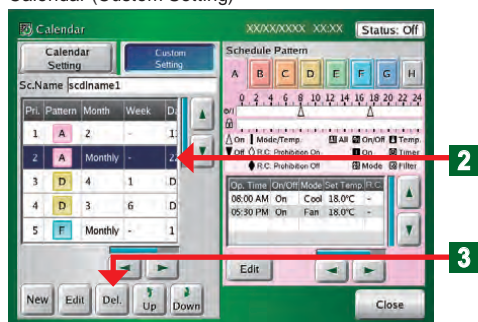 Calendar (Custom Setting)
Calendar
XX/XX/XXXX XX:XX
Status: Off
Calendar Setting
Custom Setting
Sc.Name scdlname1
Pri. Pattern Month Week Da
1 A 2 - 1
2 A Monthly - 2
3 D 4 1 D
4 D 3 6 D
5 F Monthly - 1
New Edit Del. Up Down
Schedule Pattern
A B C D E F G H
0 2 4 6 8 10 12 14 16 18 20 22 24
On Mode/Temp. All On/Off Temp.
Off R.C. Prohibition On On Timer
R.C. Prohibition Off Mode Filter
Op. Time On/Off Mode Set Temp. R.C.
08:00 AM On Cool 18.0°C -
05:30 PM On Fan 18.0°C -
Edit
Close
2
3